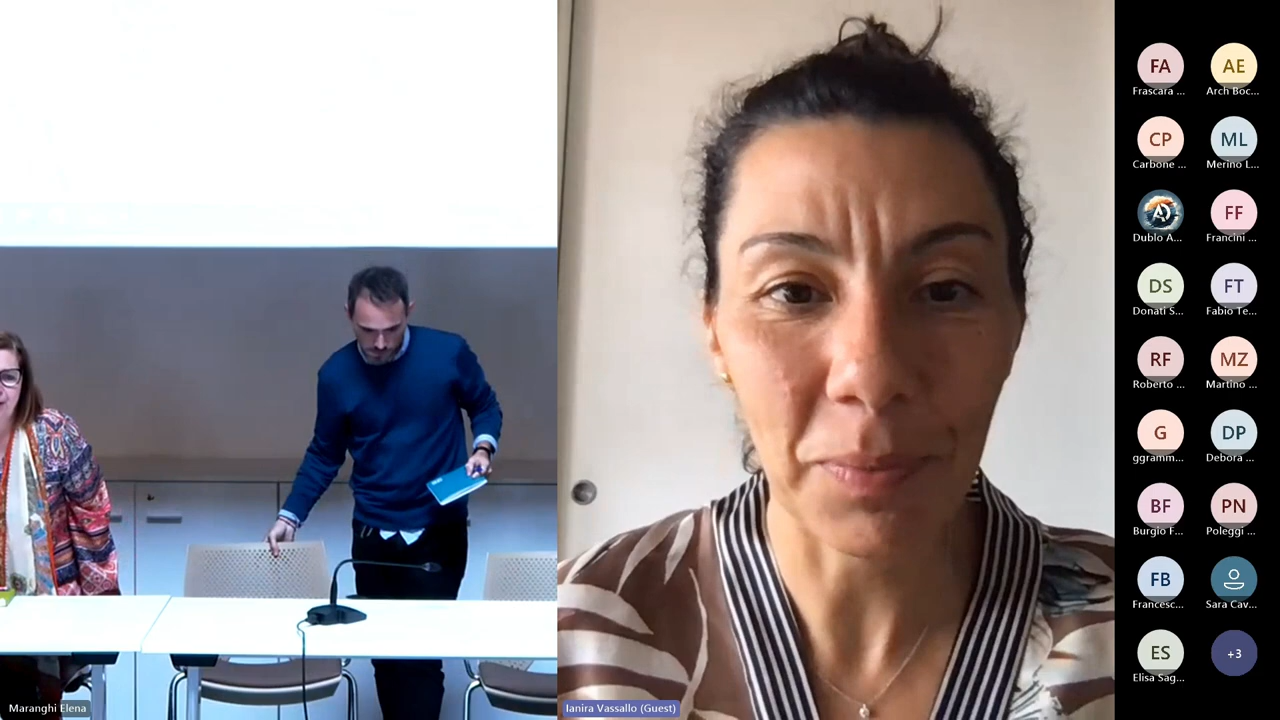 FA
AE
Frascara ...
Arch Boc...
CP
ML
Carbone ...
Merino L...
FF
Dublo A...
Francini ...
DS
FT
Donati S...
Fabio Te...
RF
MZ
Roberto ...
Martino ...
G
DP
ggramm...
Debora ...
BF
PN
Burgio F...
Poleggi ...
FB
Francesc...
Sara Cav...
ES
+3
Elisa Sag...
Maranghi Elena
Ianira Vassallo (Guest)